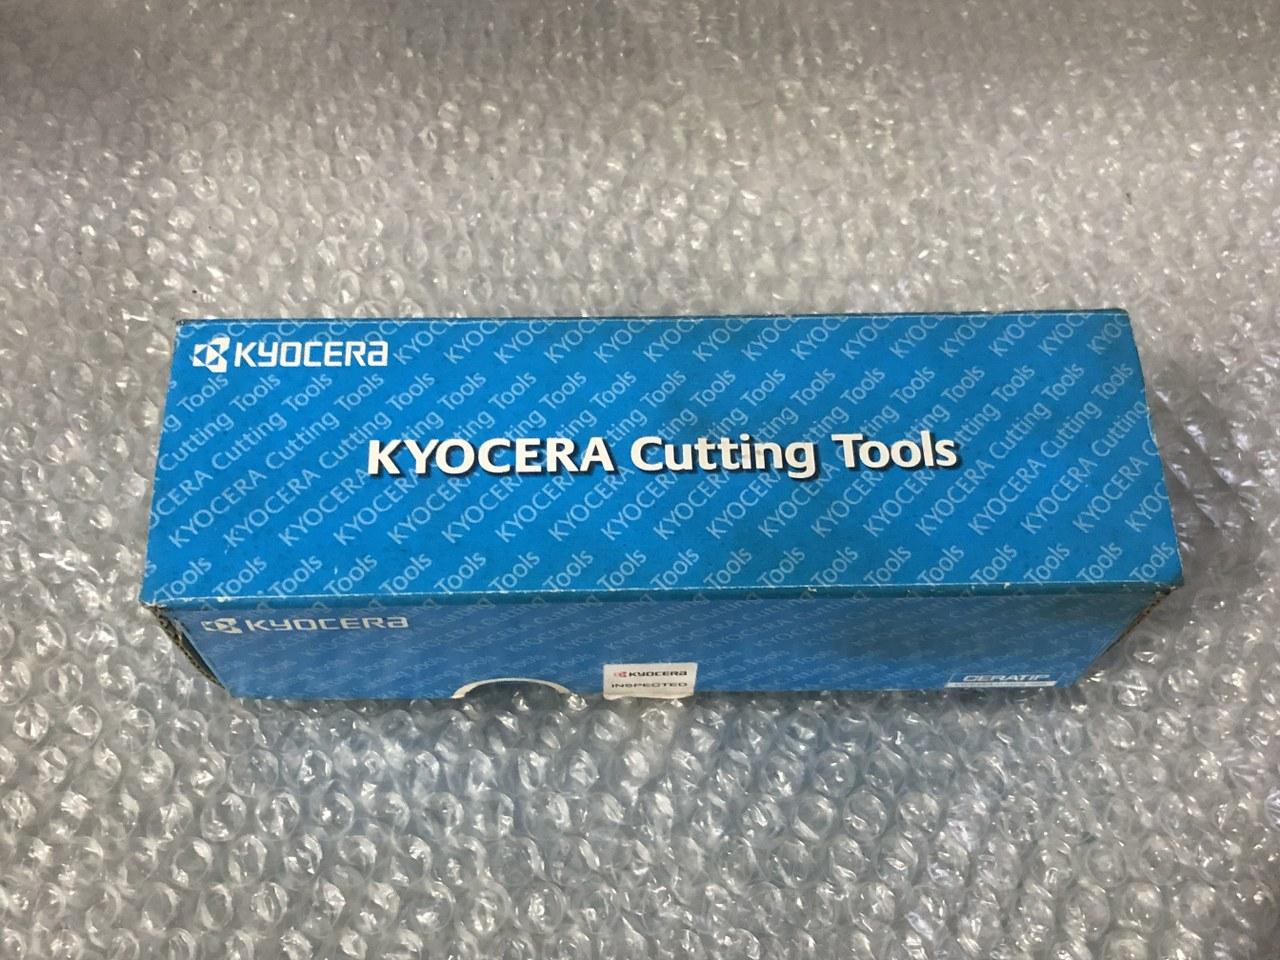 KYOCERA
KYOCERA Cutting Tools
KYOCERA
KYOCERA
INSPECTED
CERATIP